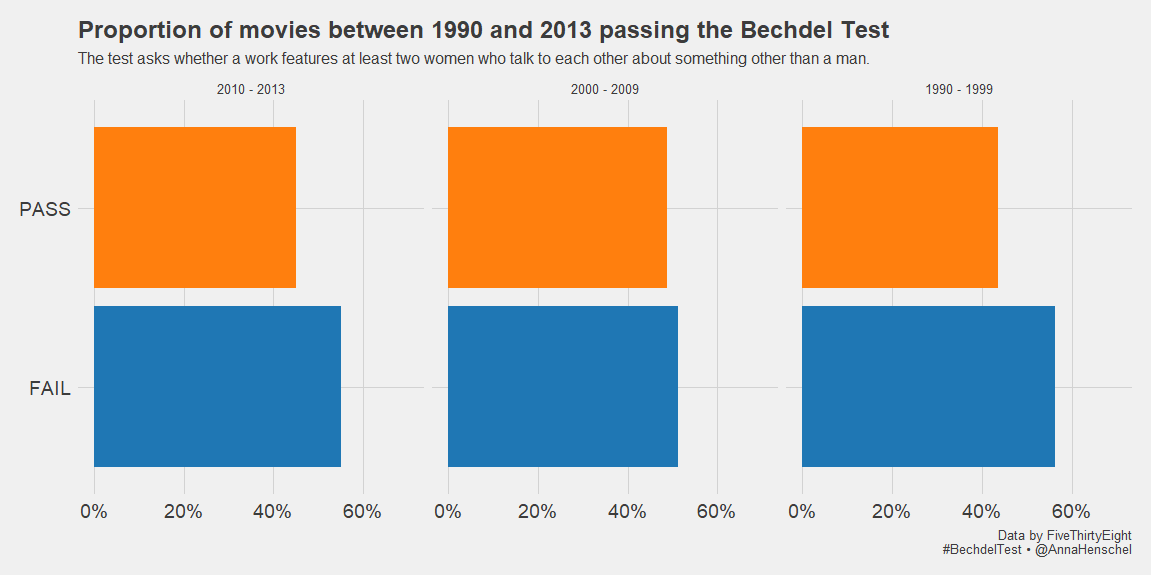 Proportion of movies between 1990 and 2013 passing the Bechdel Test
The test asks whether a work features at least two women who talk to each other about something other than a man.
2010 - 2013 2000 - 2009 1990 - 1999
PASS
FAIL
0% 20% 40% 60% 0% 20% 40% 60% 0% 20% 40% 60%
Data by FiveThirtyEight
#BechdelTest • @AnnaHenschel